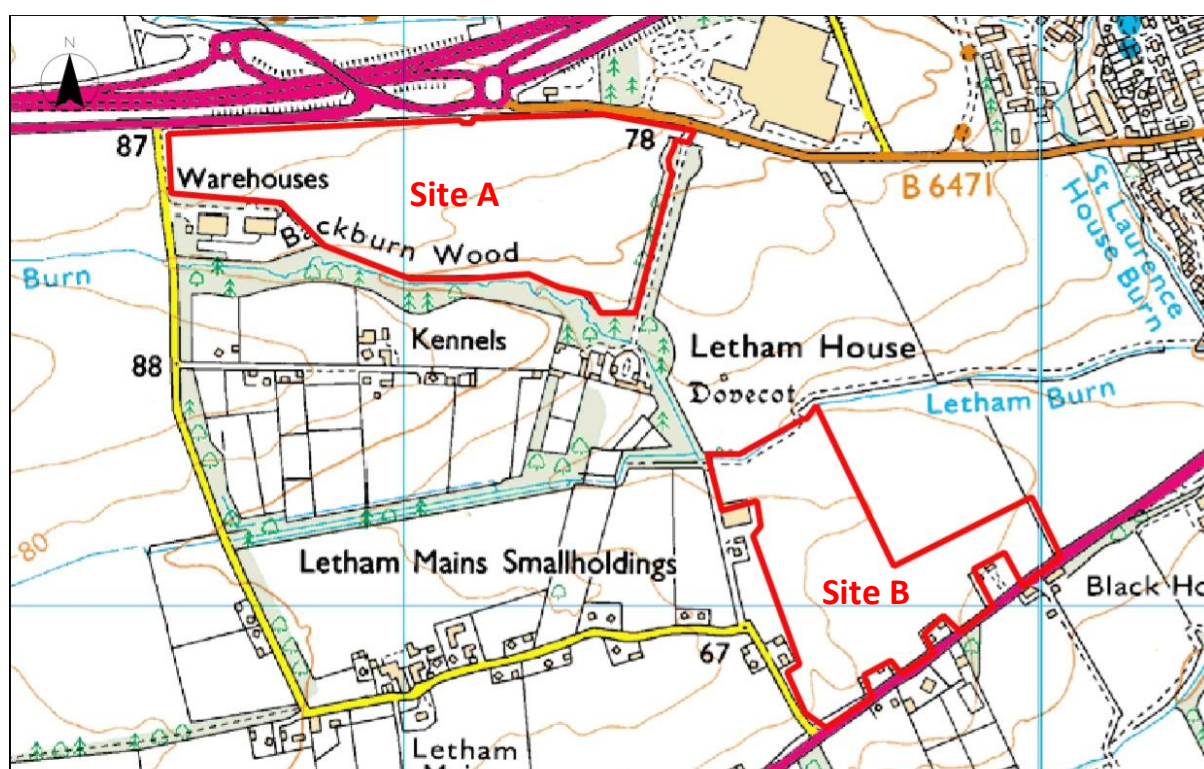 N
87
78
Warehouses
Site A
B 6471
Backburn Wood
St Laurence
House Burn
Burn
Kennels
Letham House
88
Dovecot
Letham Burn
80
Letham Mains Smallholdings
Site B
Black Ho
67
Letham